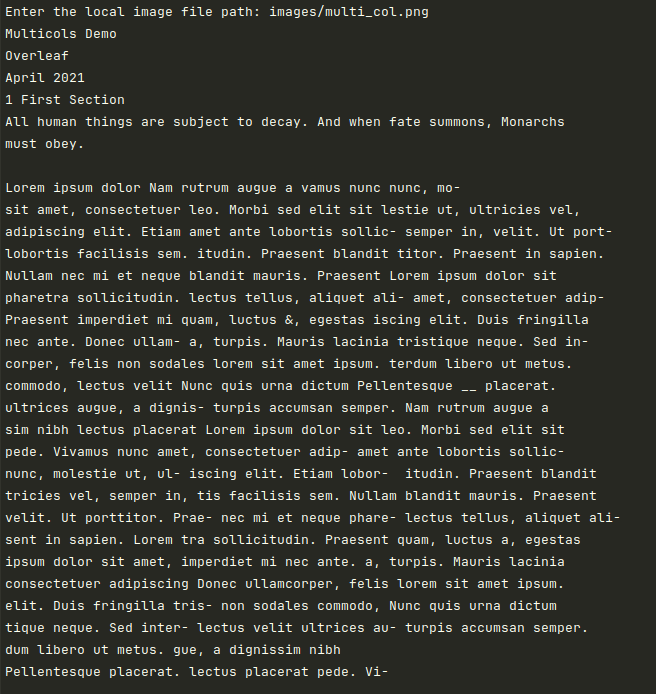 Enter the local image file path: images/multi_col.png
Multicols Demo
Overleaf
April 2021
1 First Section
All human things are subject to decay. And when fate summons, Monarchs
must obey.
Lorem ipsum dolor Nam rutrum augue a vamus nunc nunc, mo-
sit amet, consectetuer leo. Morbi sed elit sit lestie ut, ultricies vel,
adipiscing elit. Etiam amet ante lobortis sollic- semper in, velit. Ut port-
lobortis facilisis sem. itudin. Praesent blandit titor. Praesent in sapien.
Nullam nec mi et neque blandit mauris. Praesent Lorem ipsum dolor sit
pharetra sollicitudin. lectus tellus, aliquet ali- amet, consectetuer adip-
Praesent imperdiet mi quam, luctus &, egestas iscing elit. Duis fringilla
nec ante. Donec ullam- a, turpis. Mauris lacinia tristique neque. Sed in-
corper, felis non sodales lorem sit amet ipsum. terdum libero ut metus.
commodo, lectus velit Nunc quis urna dictum Pellentesque __ placerat.
ultrices augue, a dignis- turpis accumsan semper. Nam rutrum augue a
sim nibh lectus placerat Lorem ipsum dolor sit leo. Morbi sed elit sit
pede. Vivamus nunc amet, consectetuer adip- amet ante lobortis sollic-
nunc, molestie ut, ul- iscing elit. Etiam lobor-  itudin. Praesent blandit
tricies vel, semper in, tis facilisis sem. Nullam blandit mauris. Praesent
velit. Ut porttitor. Prae- nec mi et neque phare- lectus tellus, aliquet ali-
sent in sapien. Lorem tra sollicitudin. Praesent quam, luctus a, egestas
ipsum dolor sit amet, imperdiet mi nec ante. a, turpis. Mauris lacinia
consectetuer adipiscing Donec ullamcorper, felis lorem sit amet ipsum.
elit. Duis fringilla tris- non sodales commodo, Nunc quis urna dictum
tique neque. Sed inter- lectus velit ultrices au- turpis accumsan semper.
dum libero ut metus. gue, a dignissim nibh
Pellentesque placerat. lectus placerat pede. Vi-